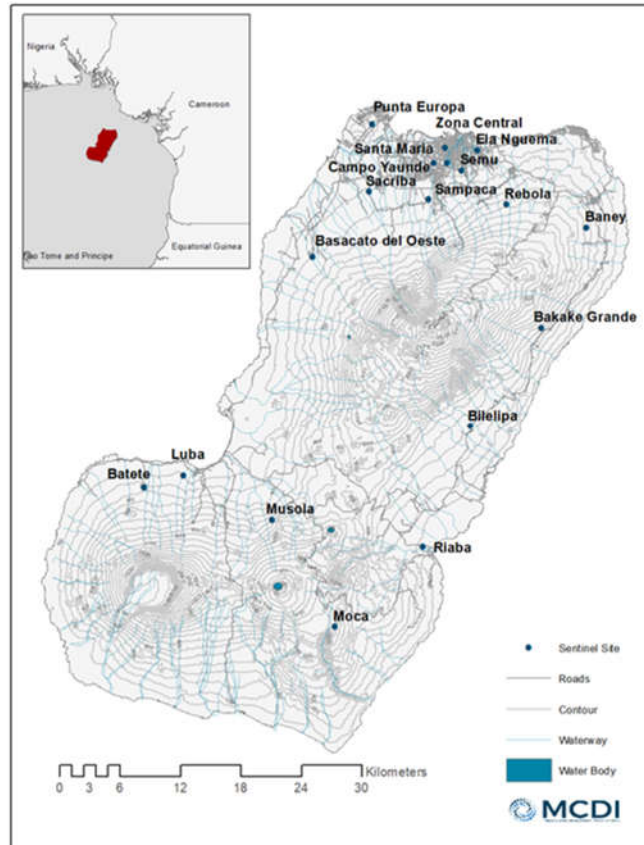 Nigeria
Cameroon
Equatorial Guinea
ao Tome and Principe
Punta Europa
Zona Central
Santa Maria
Ela Nguema
Campo Yaunde
Semu
Sacriba
Sampaca
Rebola
Baney
Basacato del Oeste
Bakake Grande
Bilelipa
Luba
Batete
Musola
Riaba
Moca
Sentinel Site
Roads
Contour
Waterway
Water Body
Kilometers
0 3 6 12 18 24 30
MCDI